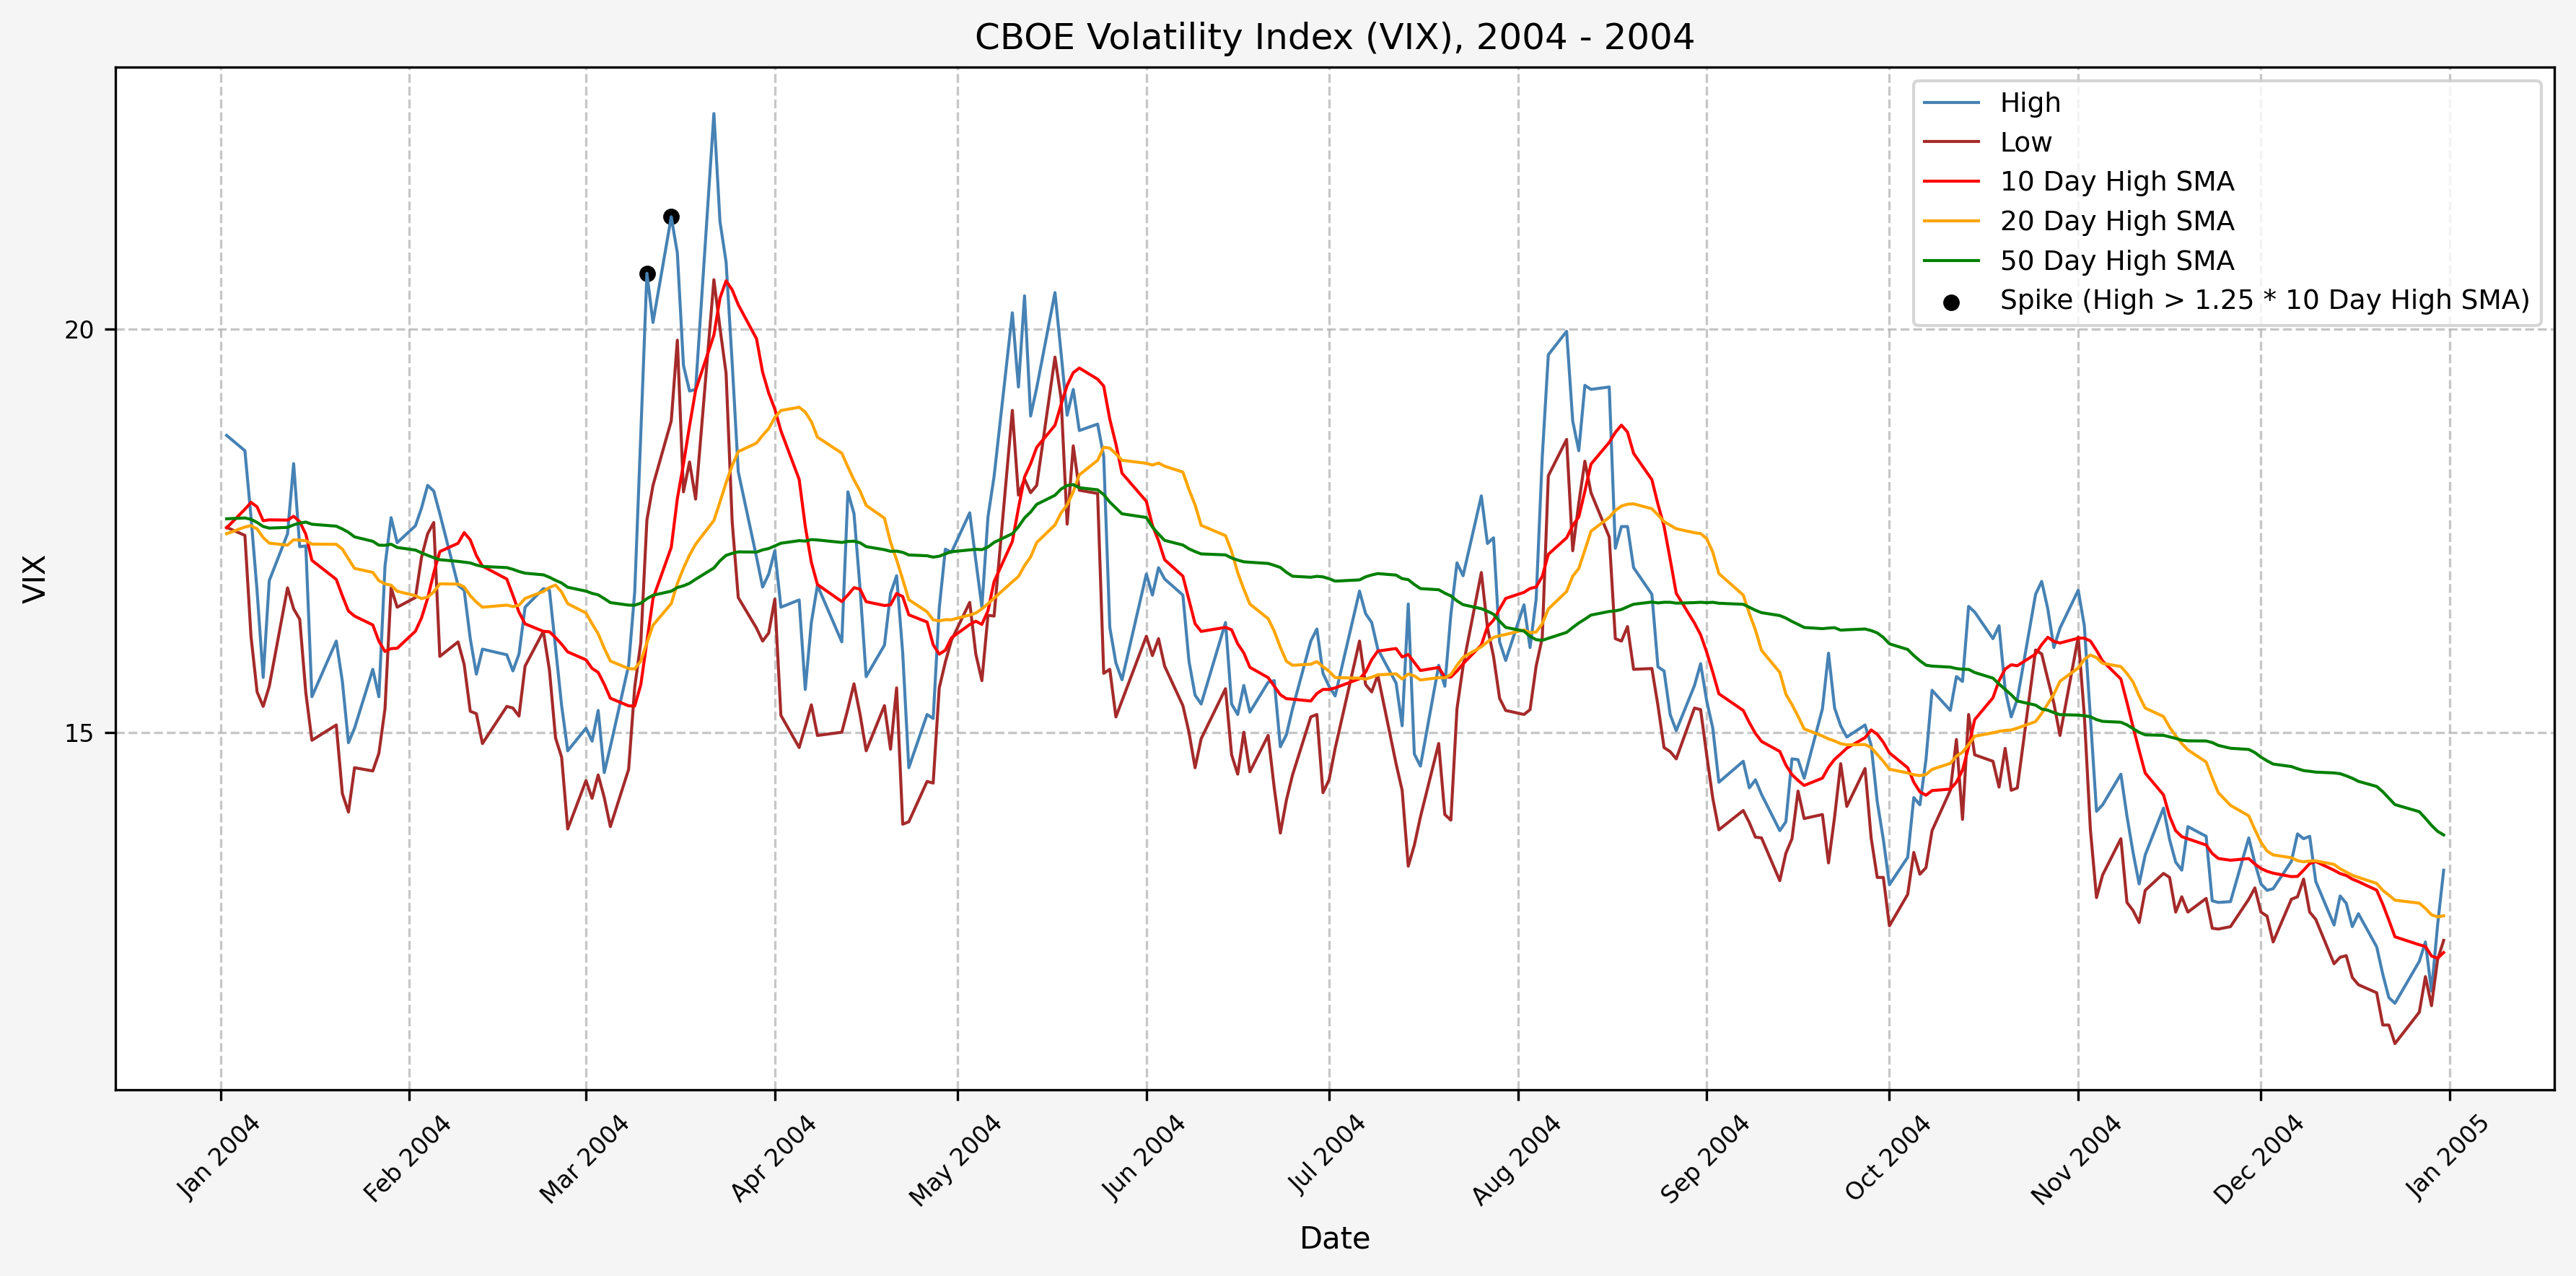 CBOE Volatility Index (VIX), 2004 - 2004
High
Low
10 Day High SMA
20 Day High SMA
50 Day High SMA
Spike (High > 1.25 * 10 Day High SMA)
VIX
20
15
Jan 2004
Feb 2004
Mar 2004
Apr 2004
May 2004
Jun 2004
Jul 2004
Aug 2004
Sep 2004
Oct 2004
Nov 2004
Dec 2004
Jan 2005
Date